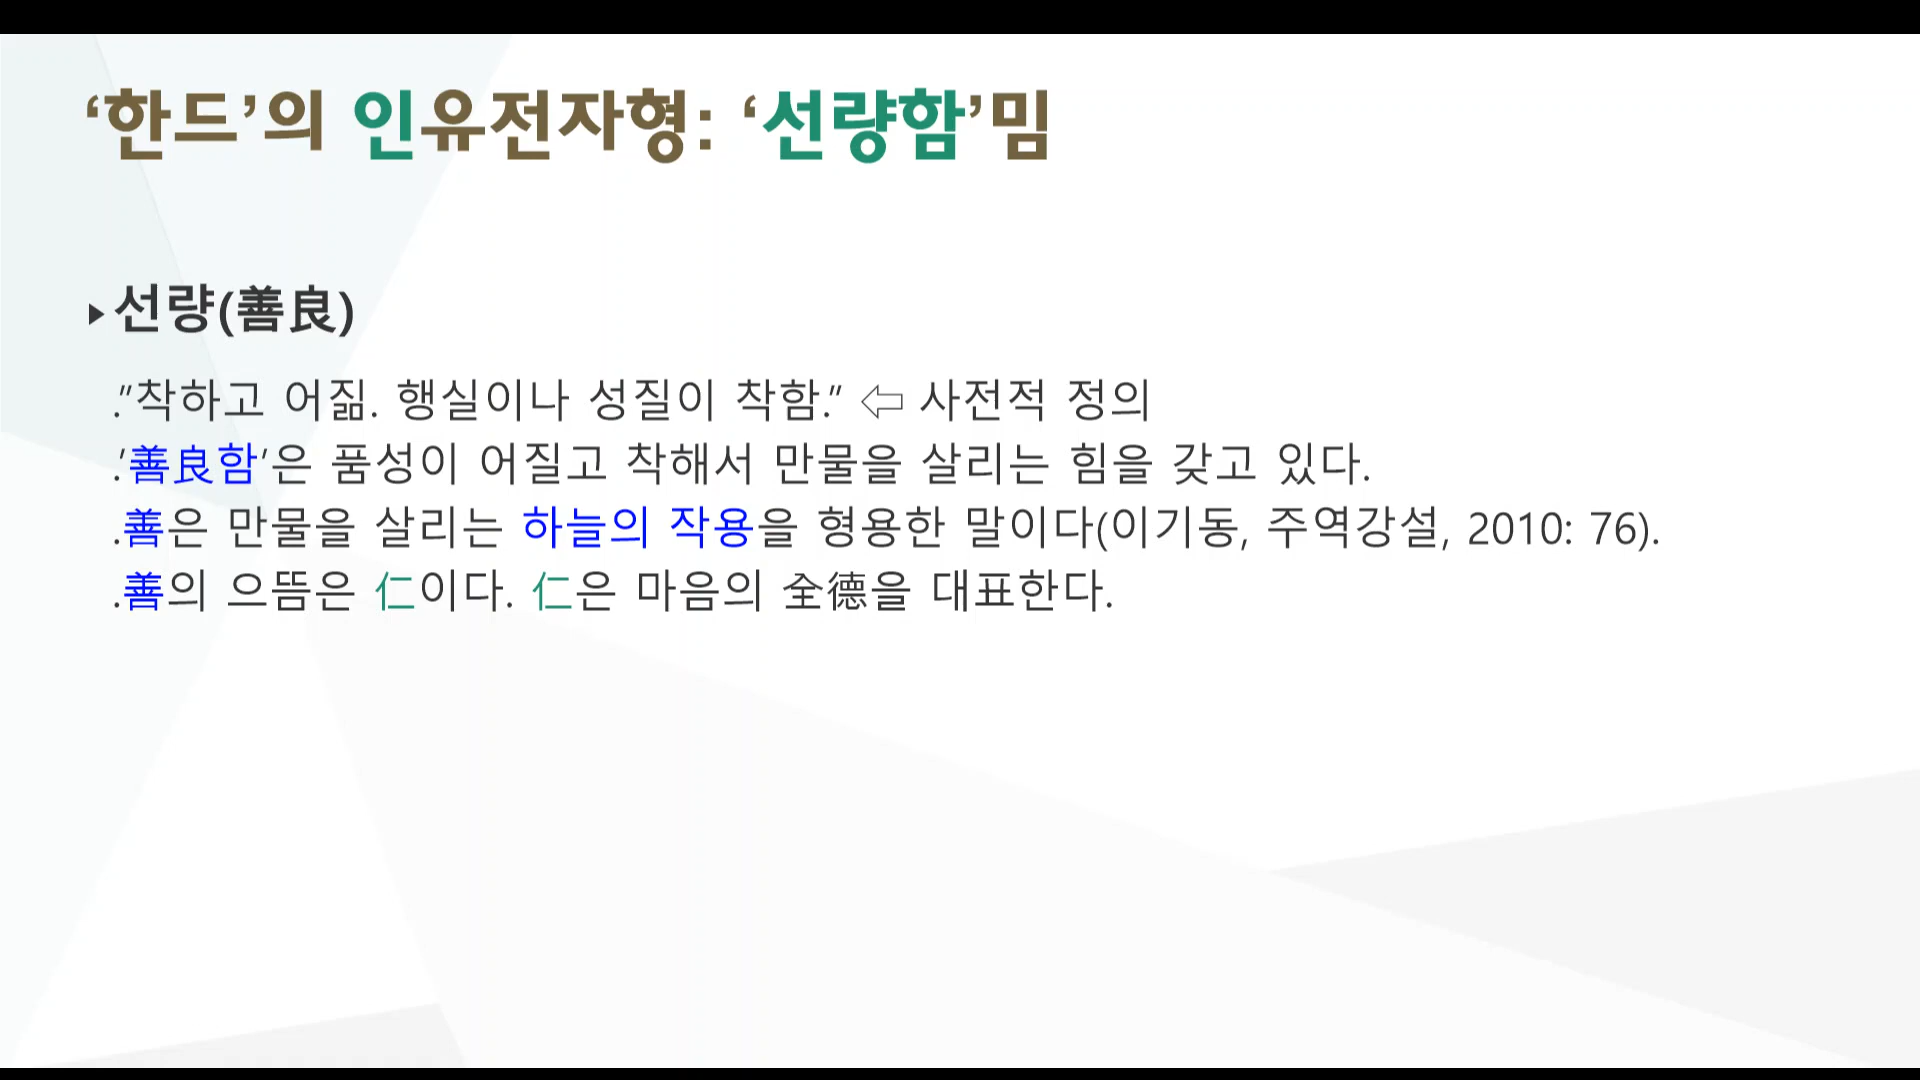 ‘한드’의 인유전자형: ‘선량함’밈
▸선량(善良)
.”착하고 어짊. 행실이나 성질이 착함.” ⇦ 사전적 정의
.’善良함’은 품성이 어질고 착해서 만물을 살리는 힘을 갖고 있다.
.善은 만물을 살리는 하늘의 작용을 형용한 말이다(이기동, 주역강설, 2010: 76).
.善의 으뜸은 仁이다. 仁은 마음의 全德을 대표한다.